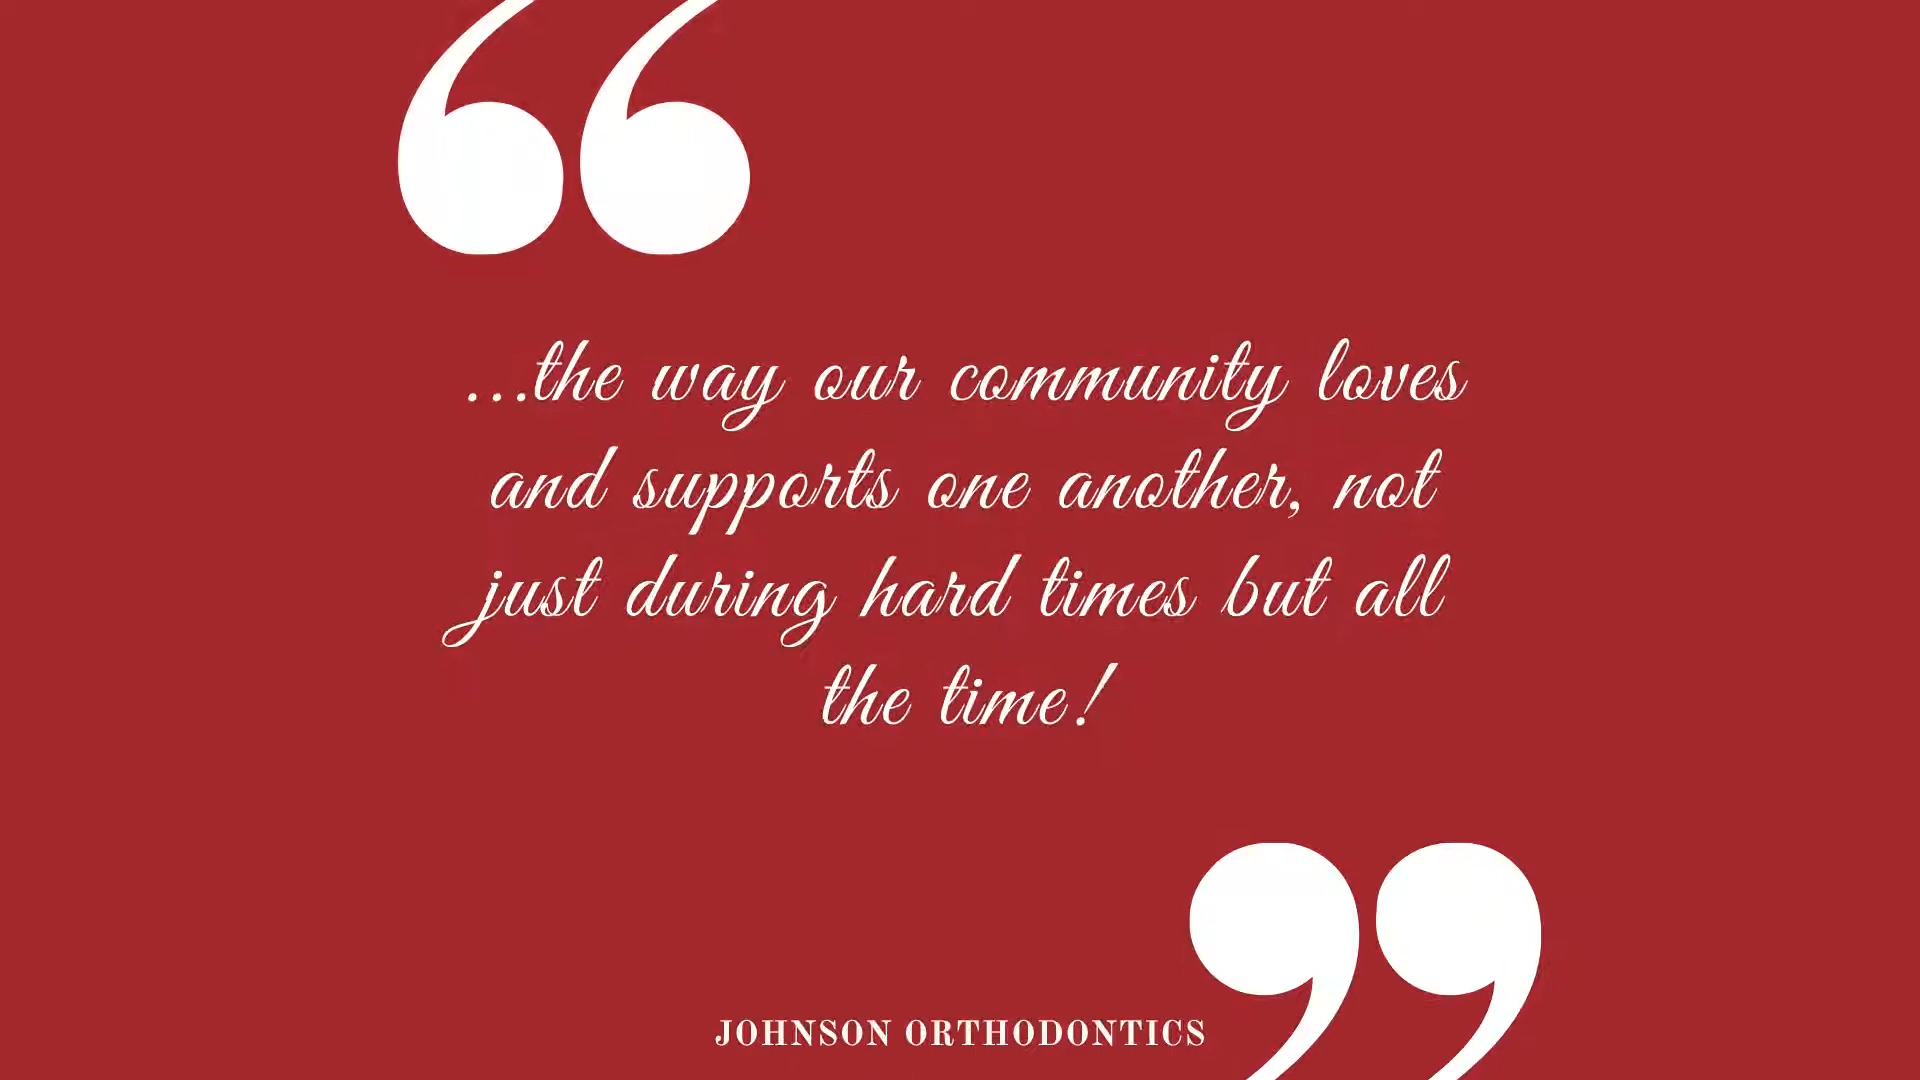 “
...the way our community loves
and supports one another, not
just during hard times but all
the time!
”
JOHNSON ORTHODONTICS